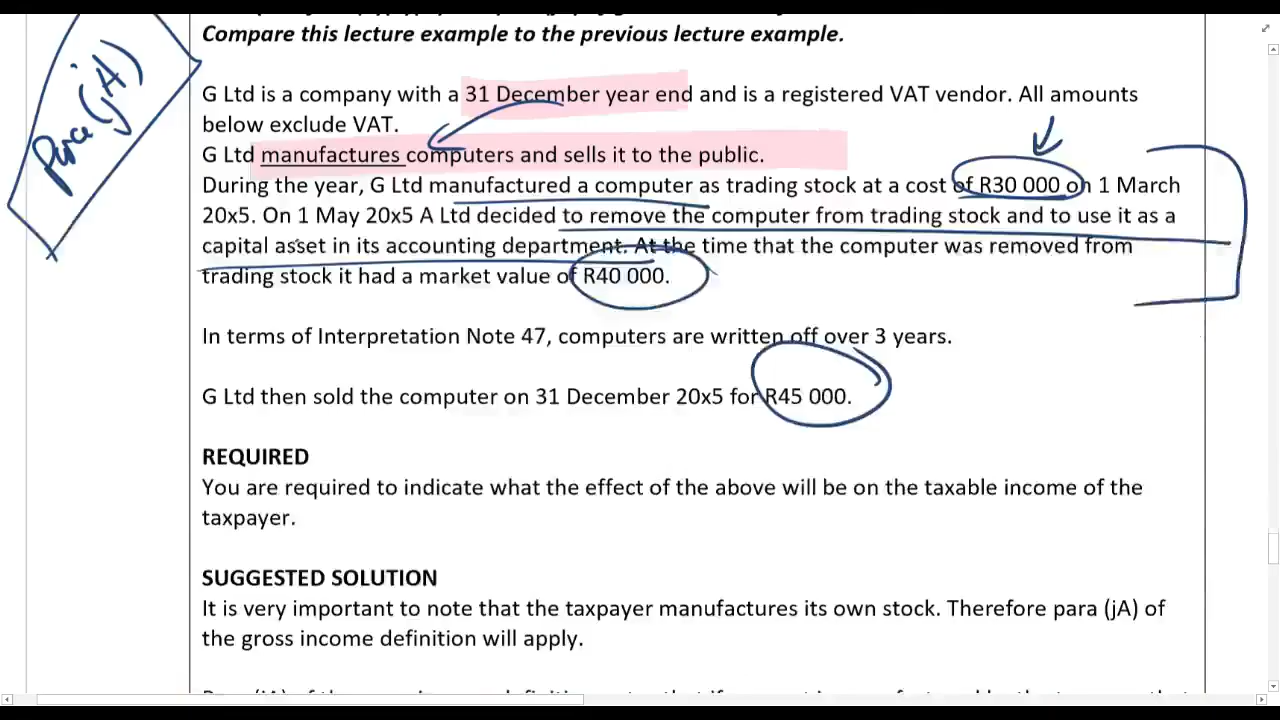 Compare this lecture example to the previous lecture example.
G Ltd is a company with a 31 December year end and is a registered VAT vendor. All amounts
below exclude VAT.
G Ltd manufactures computers and sells it to the public.
During the year, G Ltd manufactured a computer as trading stock at a cost of R30 000 on 1 March
20x5. On 1 May 20x5 A Ltd decided to remove the computer from trading stock and to use it as a
capital asset in its accounting department. At the time that the computer was removed from
trading stock it had a market value of R40 000.
In terms of Interpretation Note 47, computers are written off over 3 years.
G Ltd then sold the computer on 31 December 20x5 for R45 000.
REQUIRED
You are required to indicate what the effect of the above will be on the taxable income of the
taxpayer.
SUGGESTED SOLUTION
It is very important to note that the taxpayer manufactures its own stock. Therefore para (jA) of
the gross income definition will apply.
Para (jA)